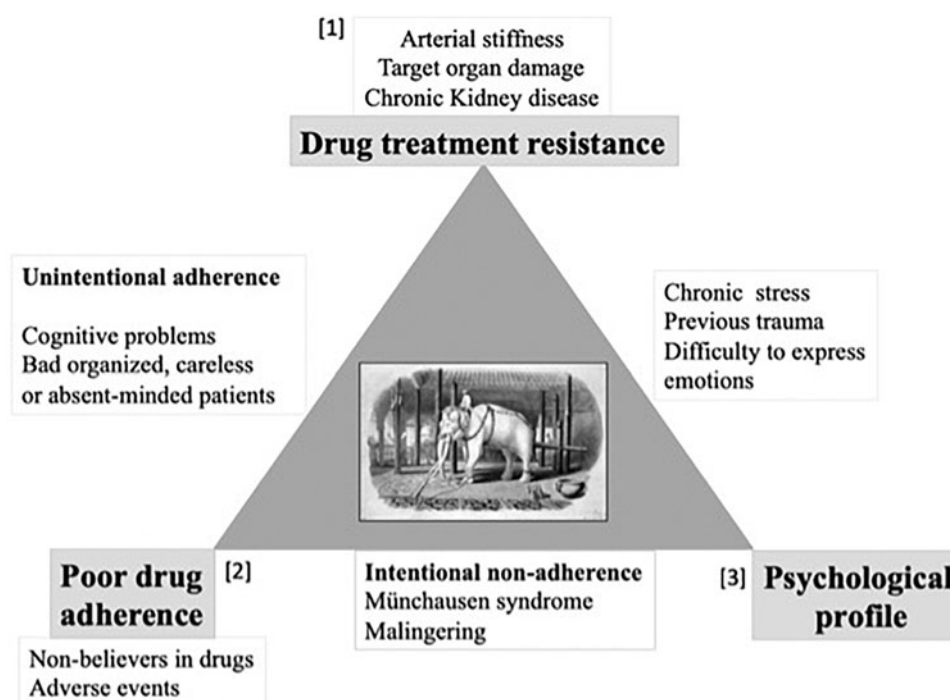 [1]
Arterial stiffness
Target organ damage
Chronic Kidney disease
Drug treatment resistance
Unintentional adherence
Cognitive problems
Bad organized, careless
or absent-minded patients
Chronic stress
Previous trauma
Difficulty to express
emotions
Poor drug
adherence
[2]
Non-believers in drugs
Adverse events
Intentional non-adherence
Münchausen syndrome
Malingering
[3]
Psychological
profile